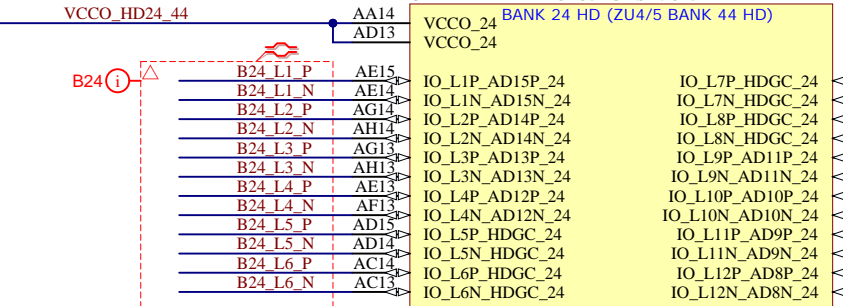 VCCO_HD24_44 AA14 VCCO_24 BANK 24 HD (ZU4/5 BANK 44 HD)
AD13 VCCO_24
B24 i
B24_L1_P AE15 IO_L1P_AD15P_24 IO_L7P_HDGC_24
B24_L1_N AE14 IO_L1N_AD15N_24 IO_L7N_HDGC_24
B24_L2_P AG14 IO_L2P_AD14P_24 IO_L8P_HDGC_24
B24_L2_N AH14 IO_L2N_AD14N_24 IO_L8N_HDGC_24
B24_L3_P AG13 IO_L3P_AD13P_24 IO_L9P_AD11P_24
B24_L3_N AH13 IO_L3N_AD13N_24 IO_L9N_AD11N_24
B24_L4_P AE13 IO_L4P_AD12P_24 IO_L10P_AD10P_24
B24_L4_N AF13 IO_L4N_AD12N_24 IO_L10N_AD10N_24
B24_L5_P AD15 IO_L5P_HDGC_24 IO_L11P_AD9P_24
B24_L5_N AD14 IO_L5N_HDGC_24 IO_L11N_AD9N_24
B24_L6_P AC14 IO_L6P_HDGC_24 IO_L12P_AD8P_24
B24_L6_N AC13 IO_L6N_HDGC_24 IO_L12N_AD8N_24